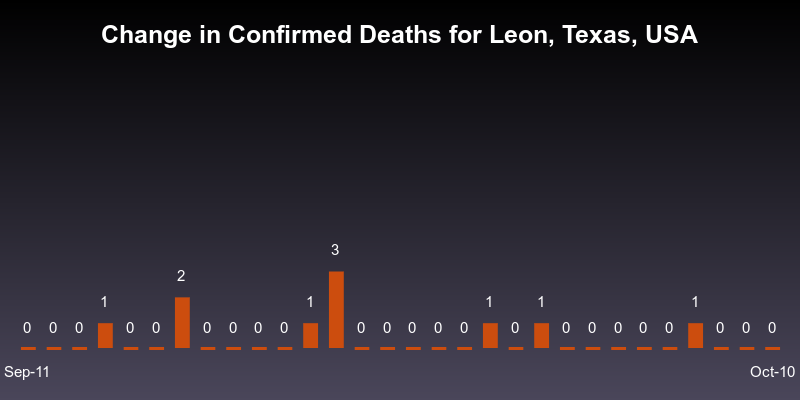 Change in Confirmed Deaths for Leon, Texas, USA
3
2
1 1 1 1 1
0 0 0 0 0 0 0 0 0 0 0 0 0 0 0 0 0 0 0 0 0 0 0
Sep-11 Oct-10